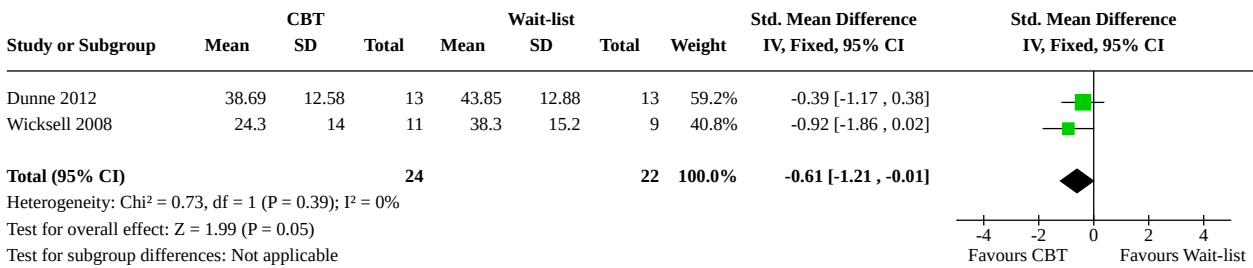 CBT Wait-list Std. Mean Difference Std. Mean Difference
Study or Subgroup Mean SD Total Mean SD Total Weight IV, Fixed, 95% CI IV, Fixed, 95% CI
Dunne 2012 38.69 12.58 13 43.85 12.88 13 59.2% -0.39 [-1.17 , 0.38]
Wicksell 2008 24.3 14 11 38.3 15.2 9 40.8% -0.92 [-1.86 , 0.02]
Total (95% CI) 24 22 100.0% -0.61 [-1.21 , -0.01]
Heterogeneity: Chi² = 0.73, df = 1 (P = 0.39); I² = 0%
Test for overall effect: Z = 1.99 (P = 0.05)
Test for subgroup differences: Not applicable
-4 -2 0 2 4
Favours CBT Favours Wait-list